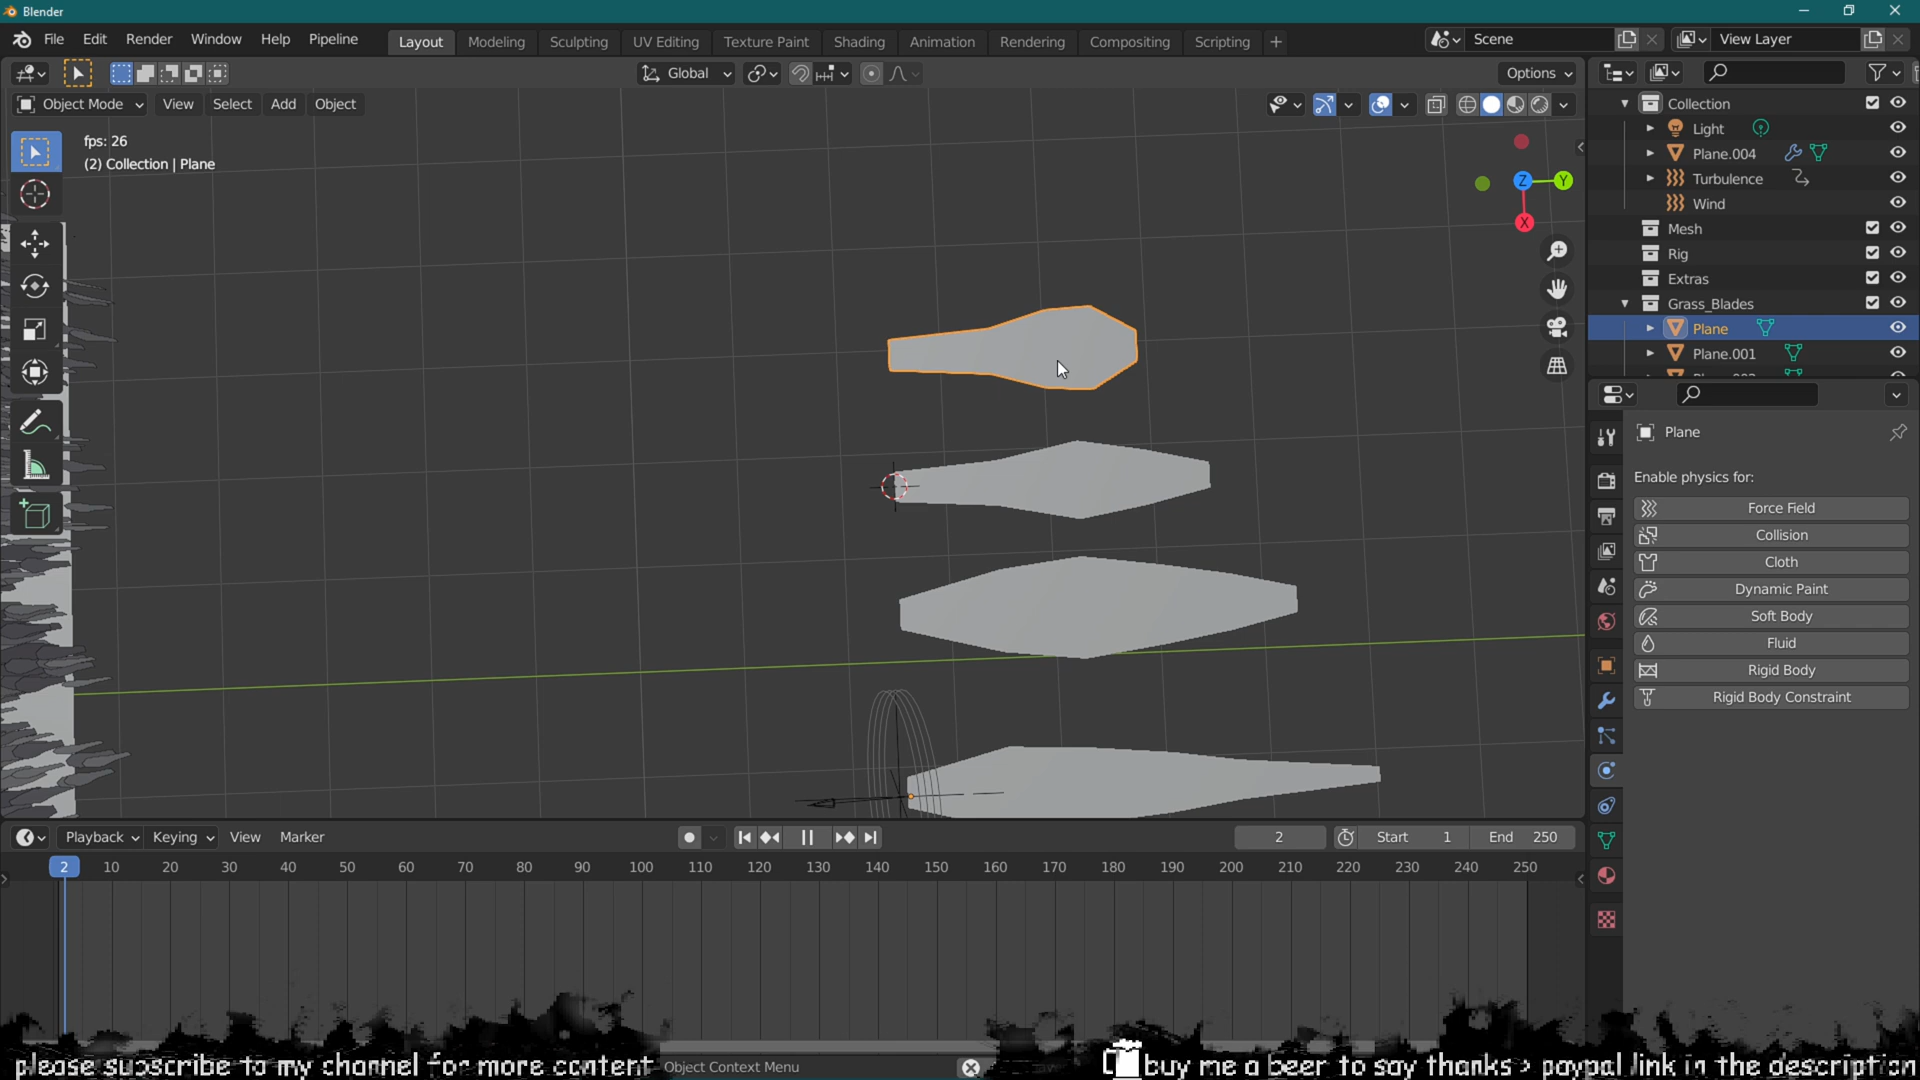 Blender
File Edit Render Window Help Pipeline Layout Modeling Sculpting UV Editing Texture Paint Shading Animation Rendering Compositing Scripting + Scene View Layer
Global Options
Object Mode View Select Add Object
fps: 26
(2) Collection | Plane
Z Y
X
Collection
Light
Plane.004
Turbulence
Wind
Mesh
Rig
Extras
Grass_Blades
Plane
Plane.001
Plane
Enable physics for:
Force Field
Collision
Cloth
Dynamic Paint
Soft Body
Fluid
Rigid Body
Rigid Body Constraint
Playback Keying View Marker 2 Start 1 End 250
2 10 20 30 40 50 60 70 80 90 100 110 120 130 140 150 160 170 180 190 200 210 220 230 240 250
please subscribe to my channel for more content Object Context Menu buy me a beer to say thanks > paypal link in the description